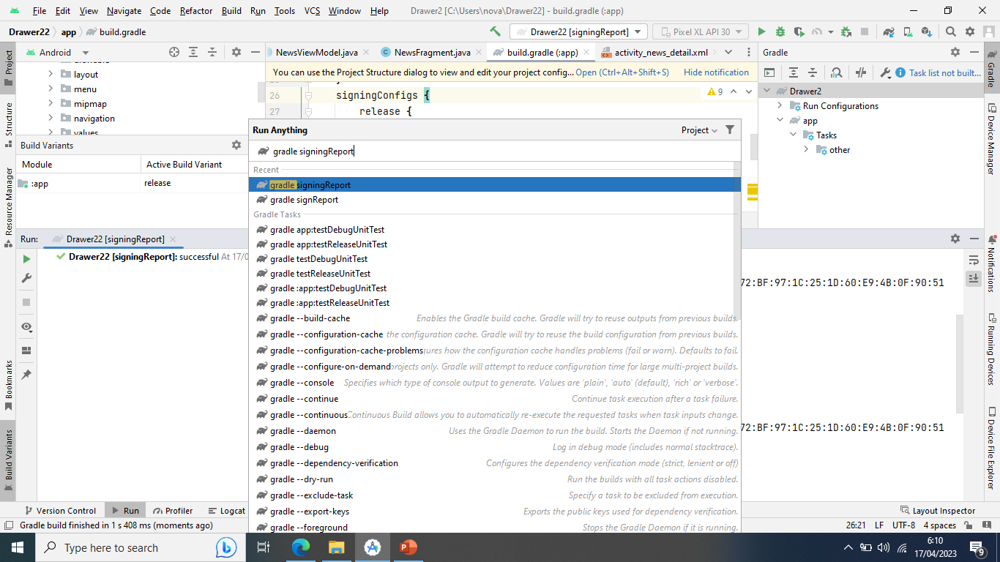 File Edit View Navigate Code Refactor Build Run Tools VCS Window Help Drawer2 [C:\Users\nova\Drawer22] - build.gradle (:app)
Drawer22 app build.gradle Drawer22 [signingReport] Pixel XL API 30
Project
Android
NewsViewModel.java NewsFragment.java build.gradle (:app) activity_news_detail.xml
Gradle
layout
menu
mipmap
navigation
values
You can use the Project Structure dialog to view and edit your project config... Open (Ctrl+Alt+Shift+S) Hide notification
Task list not built...
26 signingConfigs {
9
27 release {
Drawer2
Run Configurations
app
Tasks
other
Build Variants
Module Active Build Variant
:app release
Run Anything Project
gradle signingReport
Recent
gradle signingReport
gradle signReport
Gradle Tasks
gradle app:testDebugUnitTest
gradle app:testReleaseUnitTest
gradle testDebugUnitTest
gradle testReleaseUnitTest
gradle :app:testDebugUnitTest
gradle :app:testReleaseUnitTest
gradle --build-cache Enables the Gradle build cache. Gradle will try to reuse outputs from previous builds.
gradle --configuration-cache the configuration cache. Gradle will try to reuse the build configuration from previous builds.
gradle --configuration-cache-problems ures how the configuration cache handles problems (fail or warn). Defaults to fail.
gradle --configure-on-demand projects only. Gradle will attempt to reduce configuration time for large multi-project builds.
gradle --console Specifies which type of console output to generate. Values are 'plain', 'auto' (default), 'rich' or 'verbose'.
gradle --continue Continue task execution after a task failure.
gradle --continuous Continuous Build allows you to automatically re-execute the requested tasks when task inputs change.
gradle --daemon Uses the Gradle Daemon to run the build. Starts the Daemon if not running.
gradle --debug Log in debug mode (includes normal stacktrace).
gradle --dependency-verification Configures the dependency verification mode (strict, lenient or off)
gradle --dry-run Run the builds with all task actions disabled.
gradle --exclude-task Specify a task to be excluded from execution.
gradle --export-keys Exports the public keys used for dependency verification.
gradle --foreground Stops the Gradle Daemon if it is running.
Run: Drawer22 [signingReport]
Drawer22 [signingReport]: successful At 17/0
72:BF:97:1C:25:1D:60:E9:4B:0F:90:51
72:BF:97:1C:25:1D:60:E9:4B:0F:90:51
Structure
Resource Manager
Bookmarks
Build Variants
Gradle
Device Manager
Notifications
Running Devices
Device File Explorer
Version Control Run Profiler Logcat Layout Inspector
Gradle build finished in 1 s 408 ms (moments ago) 26:21 LF UTF-8 4 spaces
Type here to search
6:10
17/04/2023
9